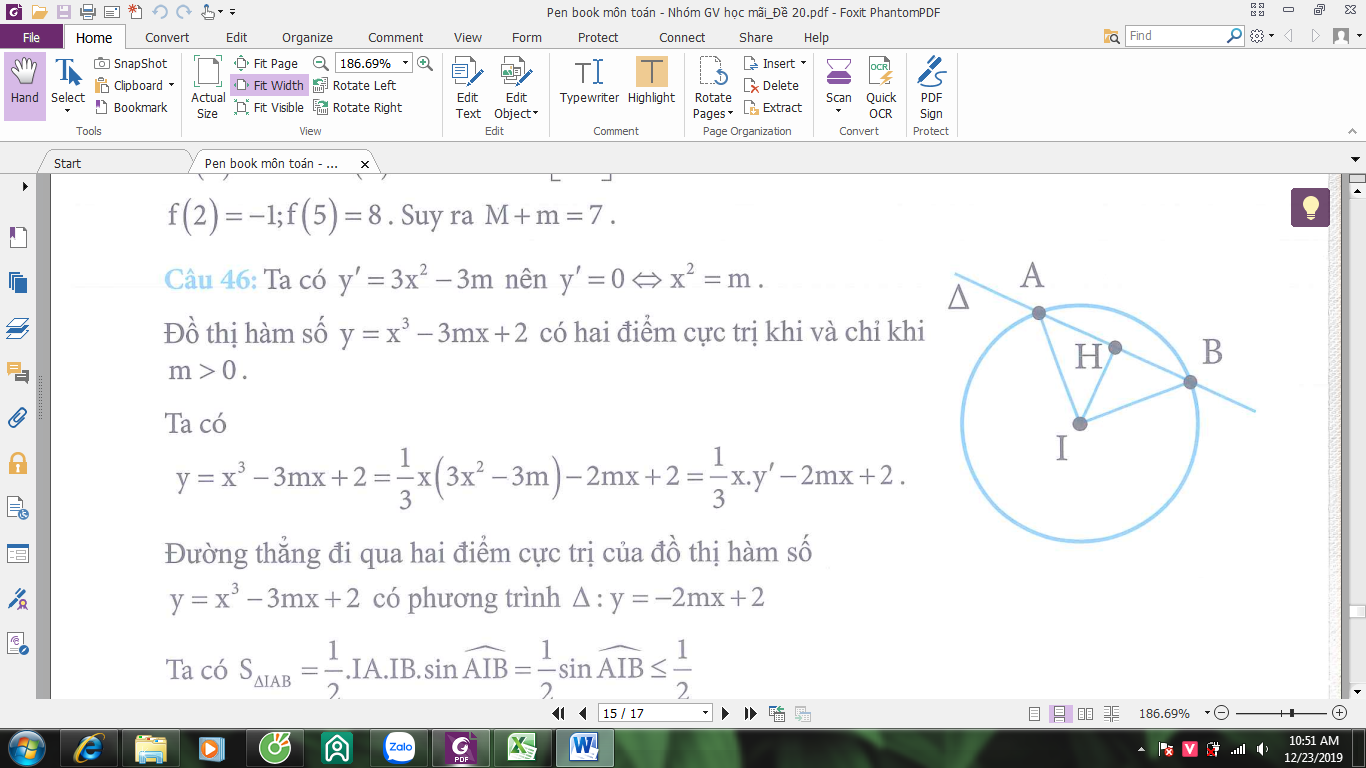 Pen book môn toán - Nhóm GV học mãi_Đề 20.pdf - Foxit PhantomPDF
File Home Convert Edit Organize Comment View Form Protect Connect Share Help Find
Hand
Select
SnapShot
Clipboard
Bookmark
Tools
Actual Size
Fit Page
Fit Width
Fit Visible
186.69%
Rotate Left
Rotate Right
View
Edit Text
Edit Object
Edit
Typewriter
Highlight
Comment
Rotate Pages
Insert
Delete
Extract
Page Organization
Scan
Quick OCR
Convert
PDF Sign
Protect
Start
Pen book môn toán - ...
f(2) = −1; f(5) = 8 . Suy ra M + m = 7 .
Câu 46: Ta có y′ = 3x² − 3m nên y′ = 0 ⇔ x² = m .
Đồ thị hàm số y = x³ − 3mx + 2 có hai điểm cực trị khi và chỉ khi
m > 0 .
Ta có
y = x³ − 3mx + 2 = 1/3 x(3x² − 3m) − 2mx + 2 = 1/3 x.y′ − 2mx + 2 .
Đường thẳng đi qua hai điểm cực trị của đồ thị hàm số
y = x³ − 3mx + 2 có phương trình Δ : y = −2mx + 2
Ta có S_ΔIAB = 1/2 .IA.IB.sin AIB = 1/2 sin AIB ≤ 1/2
Δ
A
H
B
I
15 / 17
186.69%
Zalo
PDF
10:51 AM
12/23/2019